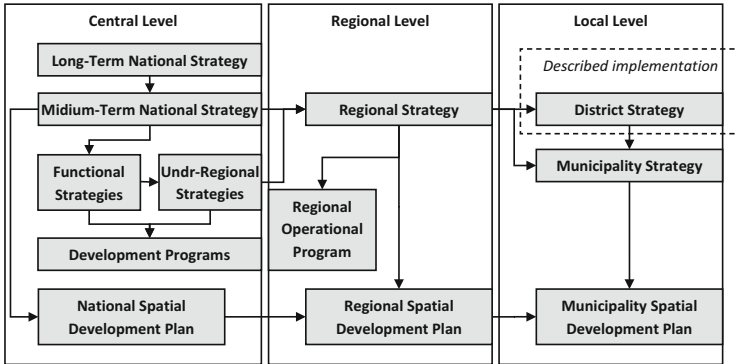 Central Level
Regional Level
Local Level
Long-Term National Strategy
Described implementation
Midium-Term National Strategy
Regional Strategy
District Strategy
Functional
Strategies
Undr-Regional
Strategies
Municipality Strategy
Regional
Operational
Program
Development Programs
National Spatial
Development Plan
Regional Spatial
Development Plan
Municipality Spatial
Development Plan